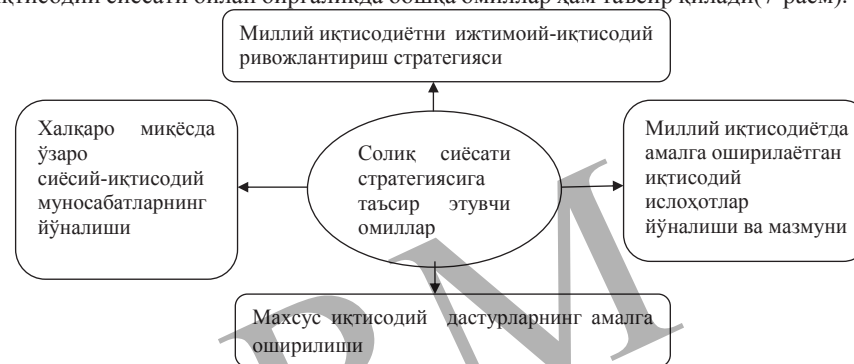 иқтисодий сиёсати билан биргаликда бошқа омиллар ҳам таъсир қилади(7-расм).
Миллий иқтисодиётни ижтимоий-иқтисодий
ривожлантириш стратегияси
Халқаро миқёсда
ўзаро
сиёсий-иқтисодий
муносабатларнинг
йўналиши
Солиқ сиёсати
стратегиясига
таъсир этувчи
омиллар
Миллий иқтисодиётда
амалга оширилаётган
иқтисодий
ислоҳотлар
йўналиши ва мазмуни
Махсус иқтисодий дастурларнинг амалга
оширилиши